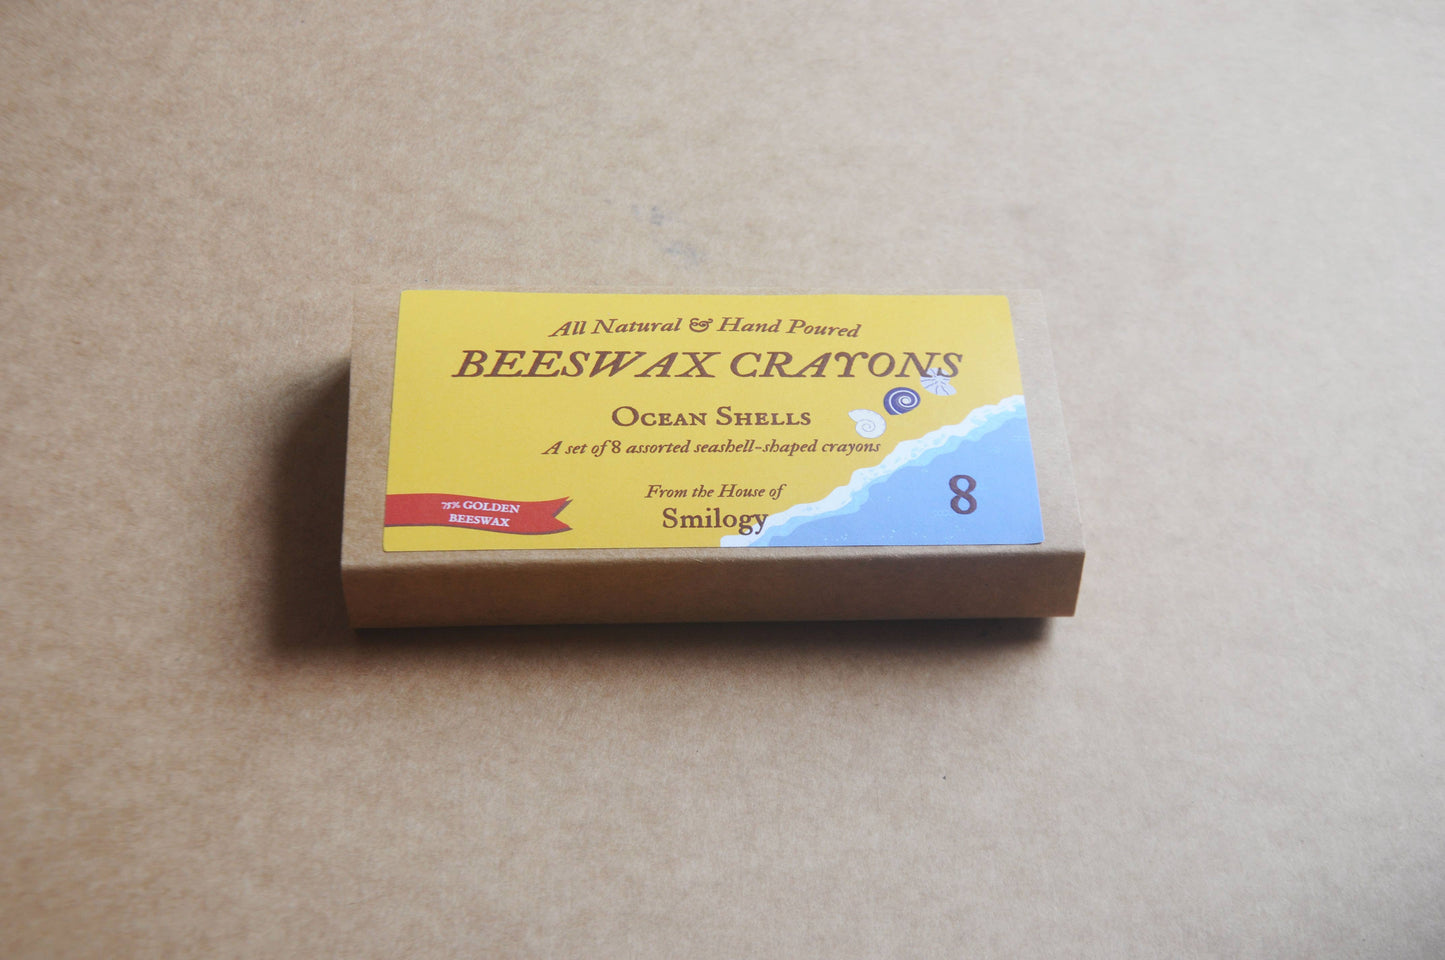 All Natural & Hand Poured
BEESWAX CRAYONS
OCEAN SHELLS
A set of 8 assorted seashell-shaped crayons
From the House of
Smilogy
75% GOLDEN
BEESWAX
8